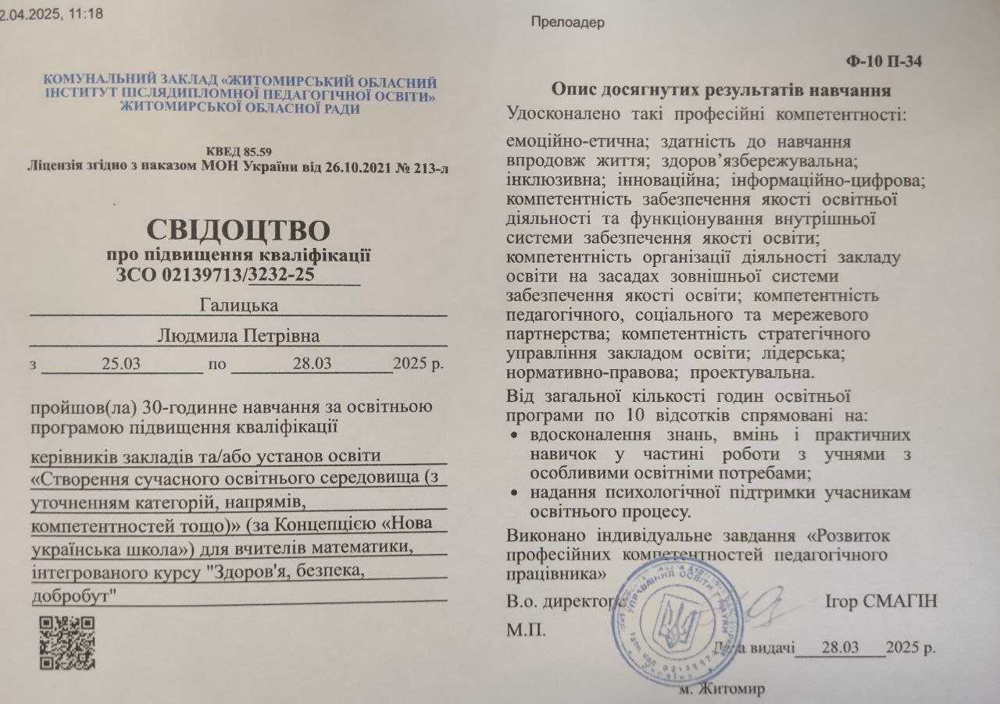 2.04.2025, 11:18
КОМУНАЛЬНИЙ ЗАКЛАД «ЖИТОМИРСЬКИЙ ОБЛАСНИЙ
ІНСТИТУТ ПІСЛЯДИПЛОМНОЇ ПЕДАГОГІЧНОЇ ОСВІТИ»
ЖИТОМИРСЬКОЇ ОБЛАСНОЇ РАДИ
КВЕД 85.59
Ліцензія згідно з наказом МОН України від 26.10.2021 № 213-л
СВІДОЦТВО
про підвищення кваліфікації
ЗСО 02139713/3232-25
Галицька
Людмила Петрівна
з 25.03 по 28.03 2025 р.
пройшов(ла) 30-годинне навчання за освітньою
програмою підвищення кваліфікації
керівників закладів та/або установ освіти
«Створення сучасного освітнього середовища (з
уточненням категорій, напрямів,
компетентностей тощо)» (за Концепцією «Нова
українська школа») для вчителів математики,
інтегрованого курсу "Здоров'я, безпека,
добробут"
Прелоадер
Ф-10 П-34
Опис досягнутих результатів навчання
Удосконалено такі професійні компетентності:
емоційно-етична; здатність до навчання
впродовж життя; здоров’язбережувальна;
інклюзивна; інноваційна; інформаційно-цифрова;
компетентність забезпечення якості освітньої
діяльності та функціонування внутрішньої
системи забезпечення якості освіти;
компетентність організації діяльності закладу
освіти на засадах зовнішньої системи
забезпечення якості освіти; компетентність
педагогічного, соціального та мережевого
партнерства; компетентність стратегічного
управління закладом освіти; лідерська;
нормативно-правова; проектувальна.
Від загальної кількості годин освітньої
програми по 10 відсотків спрямовані на:
• вдосконалення знань, вмінь і практичних
навичок у частині роботи з учнями з
особливими освітніми потребами;
• надання психологічної підтримки учасникам
освітнього процесу.
Виконано індивідуальне завдання «Розвиток
професійних компетентностей педагогічного
працівника»
В.о. директора Ігор СМАГІН
М.П.
УПРАВЛІННЯ ОСВІТИ І НАУКИ
Україна
Дата видачі 28.03 2025 р.
м. Житомир